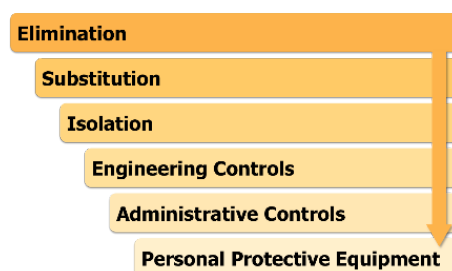 Elimination
Substitution
Isolation
Engineering Controls
Administrative Controls
Personal Protective Equipment